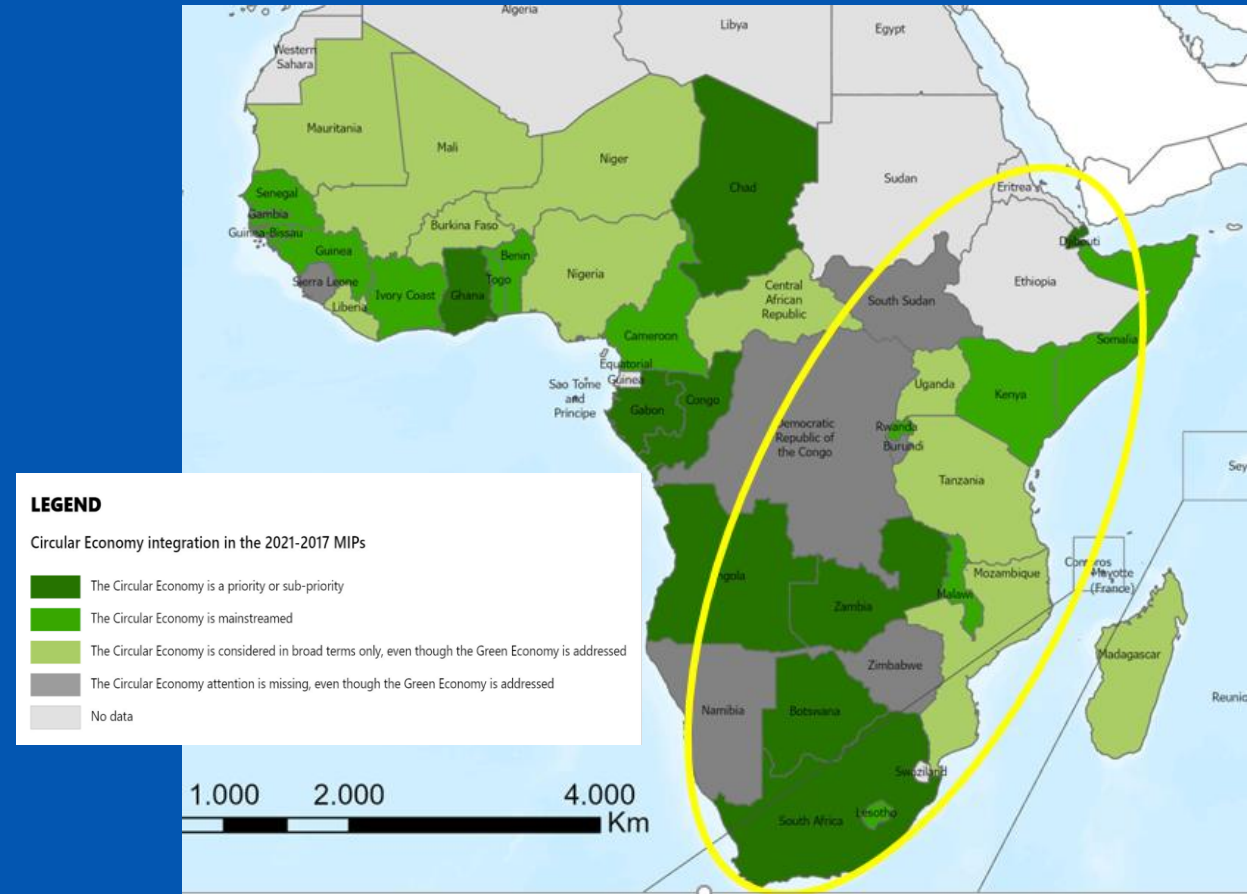 Algeria
Libya
Egypt
Western
Sahara
Mauritania
Mali
Niger
Chad
Sudan
Eritrea
Senegal
Gambia
Guinea-Bissau
Guinea
Sierra Leone
Liberia
Ivory Coast
Burkina Faso
Ghana
Togo
Benin
Nigeria
Djibouti
Ethiopia
Central
African
Republic
South Sudan
Somalia
Cameroon
Equatorial
Guinea
Sao Tome
and
Principe
Gabon
Congo
Democratic
Republic of
the Congo
Uganda
Kenya
Rwanda
Burundi
Tanzania
Sey
LEGEND
Circular Economy integration in the 2021-2017 MIPs
The Circular Economy is a priority or sub-priority
The Circular Economy is mainstreamed
The Circular Economy is considered in broad terms only, even though the Green Economy is addressed
The Circular Economy attention is missing, even though the Green Economy is addressed
No data
ngola
Zambia
Malawi
Mozambique
Comoros
Mayotte
(France)
Zimbabwe
Madagascar
Namibia
Botswana
Reunio
Swaziland
Lesotho
South Africa
1.000 2.000 4.000
Km